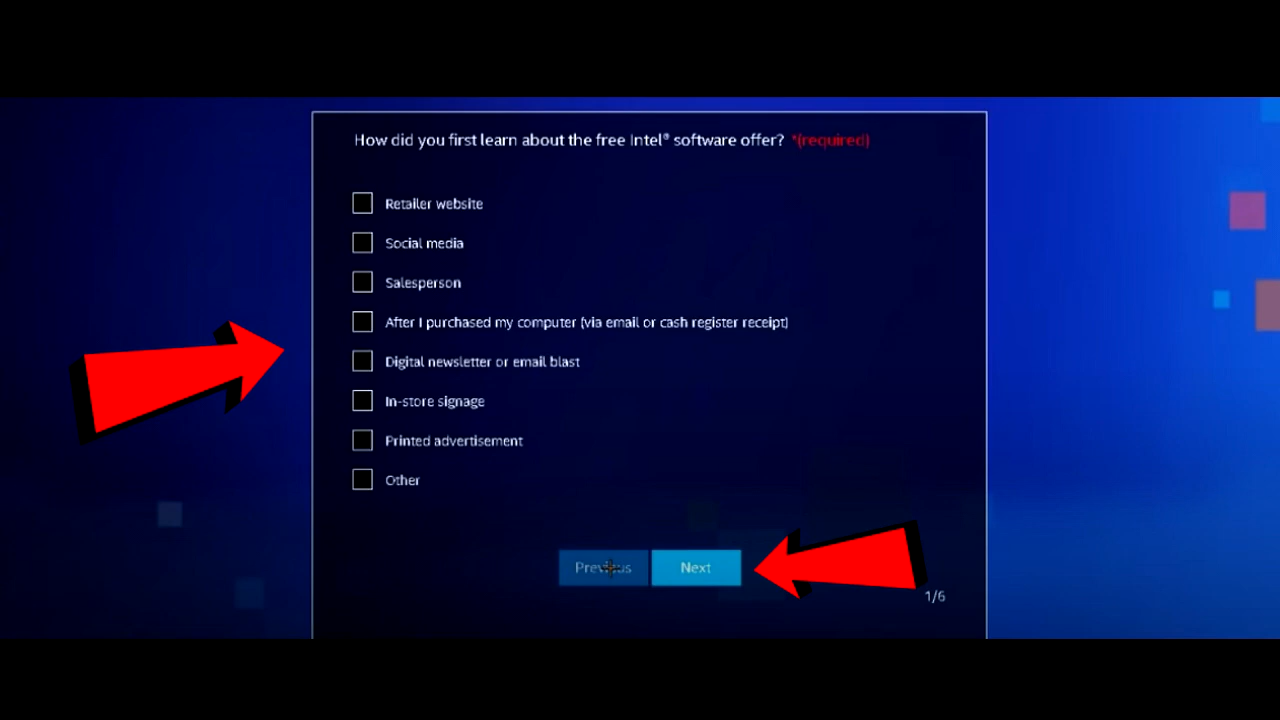 How did you first learn about the free Intel® software offer? *(required)
Retailer website
Social media
Salesperson
After I purchased my computer (via email or cash register receipt)
Digital newsletter or email blast
In-store signage
Printed advertisement
Other
Previous Next
1/6